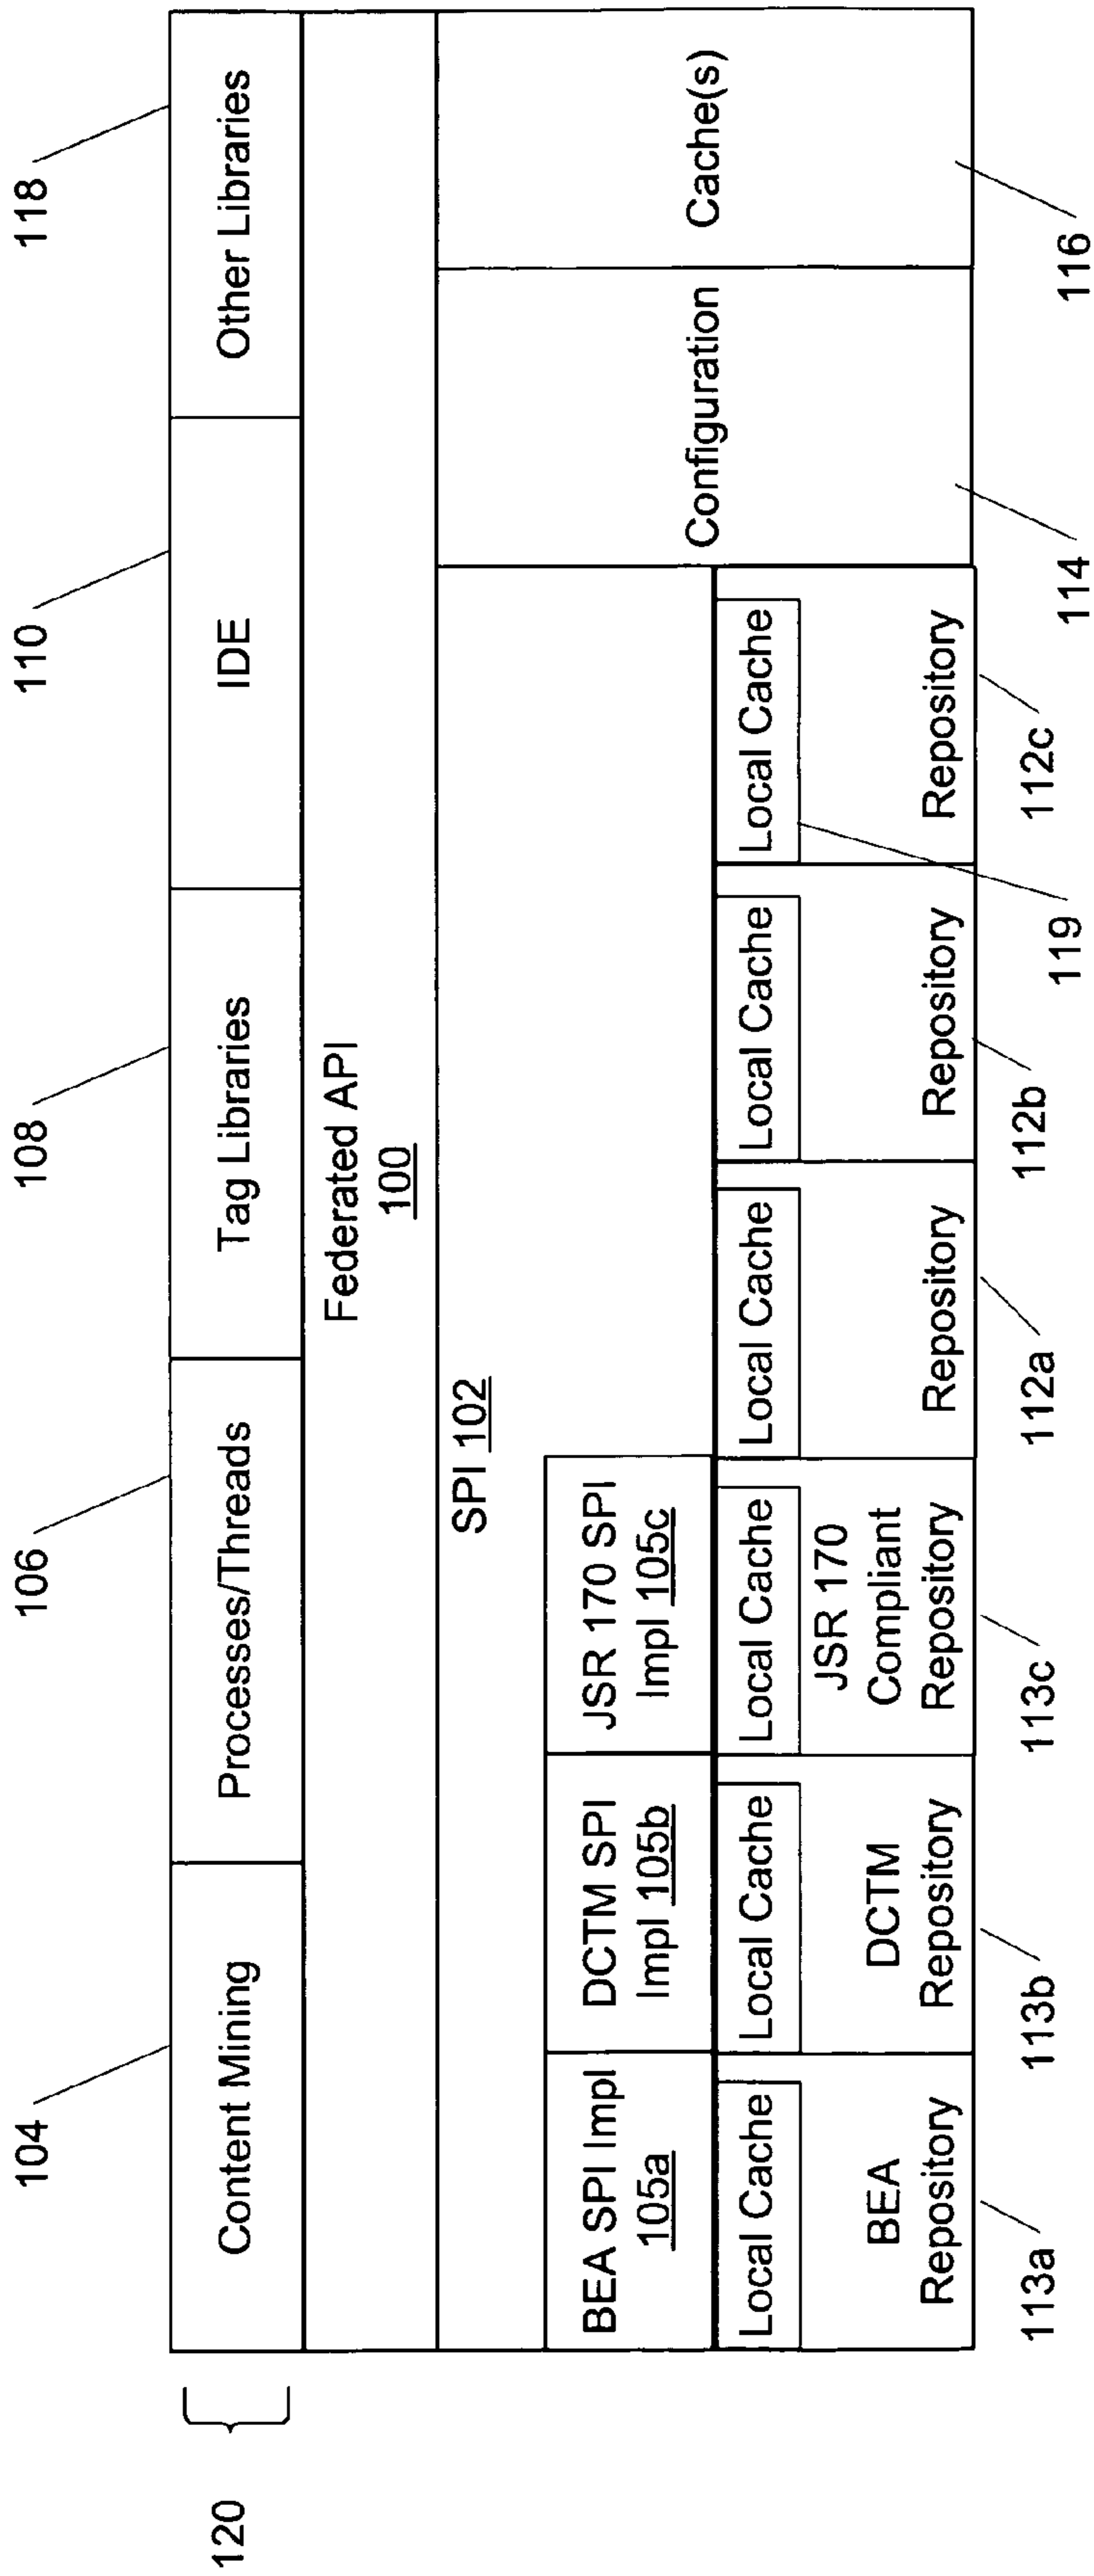 104
106
108
110
118
120
Content Mining
Processes/Threads
Tag Libraries
IDE
Other Libraries
Federated API
100
SPI 102
BEA SPI Impl
105a
DCTM SPI
Impl 105b
JSR 170 SPI
Impl 105c
Configuration
Cache(s)
Local Cache
Local Cache
Local Cache
Local Cache
Local Cache
Local Cache
BEA
Repository
DCTM
Repository
JSR 170
Compliant
Repository
Repository
Repository
Repository
113a
113b
113c
112a
112b
119
112c
114
116